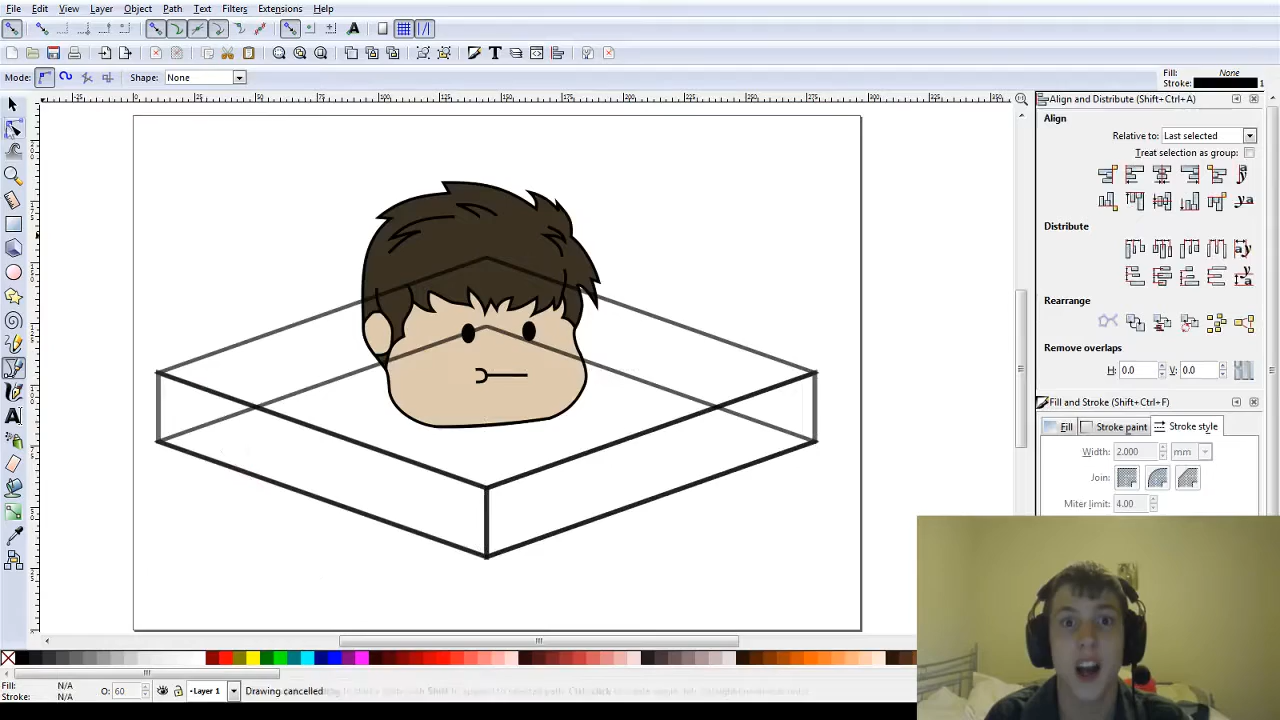 File Edit View Layer Object Path Text Filters Extensions Help
Mode: Shape: None
Fill: None
Stroke: 1
Align and Distribute (Shift+Ctrl+A)
Align
Relative to: Last selected
Treat selection as group:
Distribute
Rearrange
Remove overlaps
H: 0.0 V: 0.0
Fill and Stroke (Shift+Ctrl+F)
Fill Stroke paint Stroke style
Width: 2.000 mm
Join:
Miter limit: 4.00
Fill: N/A
Stroke: N/A
O: 60
Layer 1
Drawing cancelled